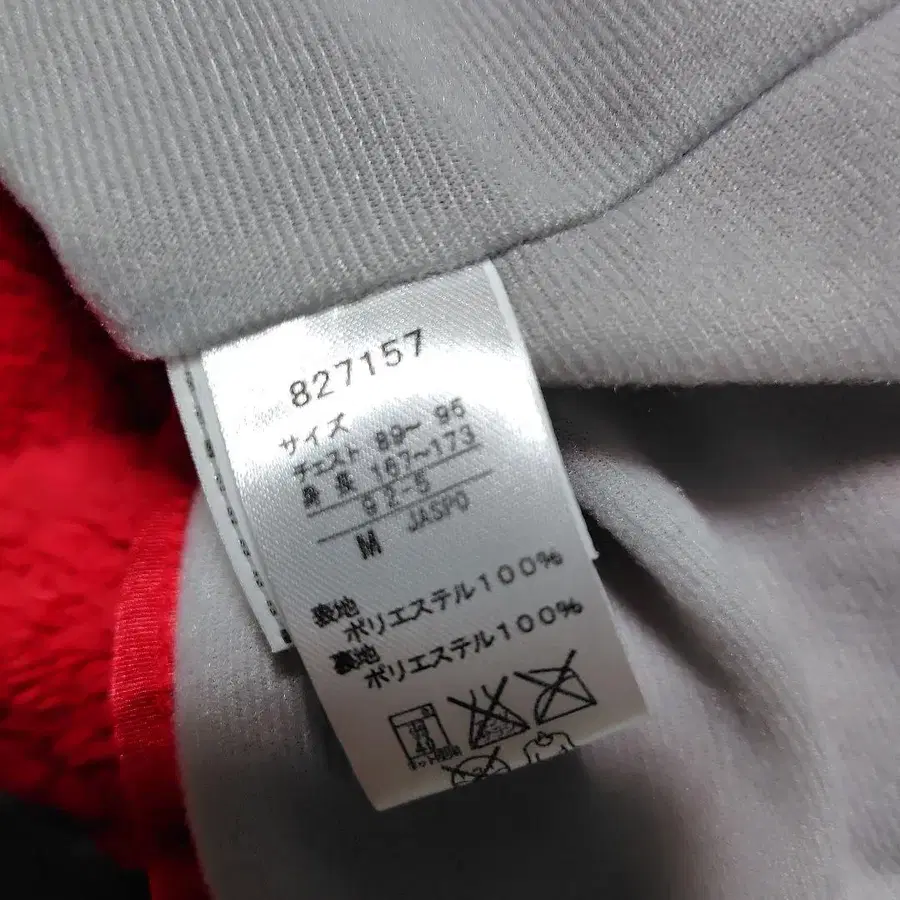 827157
サイズ
チェスト 89～ 96
身長 167～173
92-5
M JASPO
表地
ポリエステル100%
裏地
ポリエステル100%